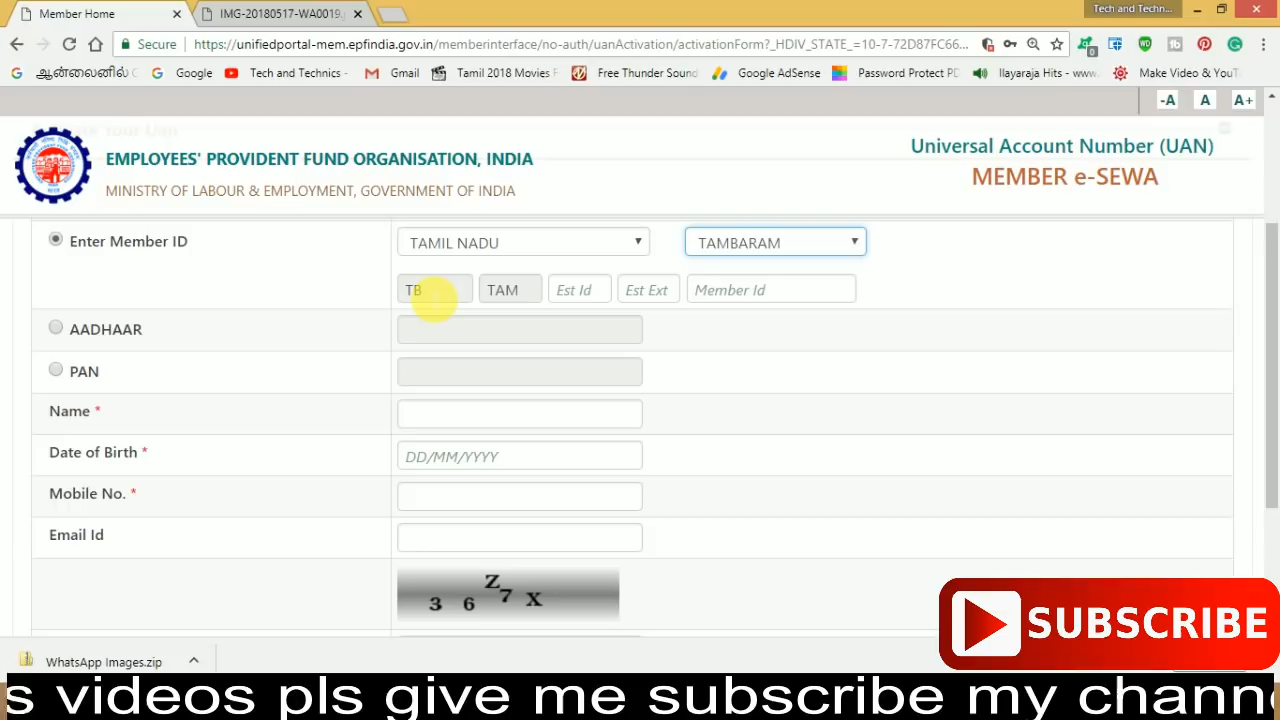 Member Home
IMG-20180517-WA0019.
Tech and Techn...
Secure
https://unifiedportal-mem.epfindia.gov.in/memberinterface/no-auth/uanActivation/activationForm?_HDIV_STATE_=10-7-72D87FC66...
ஆன்லைனில்
Google
Tech and Technics -
Gmail
Tamil 2018 Movies F
Free Thunder Sound
Google AdSense
Password Protect PD
Ilayaraja Hits - www.
Make Video & YouT
-A A A+
EMPLOYEES' PROVIDENT FUND ORGANISATION, INDIA
MINISTRY OF LABOUR & EMPLOYMENT, GOVERNMENT OF INDIA
Universal Account Number (UAN)
MEMBER e-SEWA
Enter Member ID
TAMIL NADU
TAMBARAM
TB TAM Est Id Est Ext Member Id
AADHAAR
PAN
Name *
Date of Birth *
DD/MM/YYYY
Mobile No. *
Email Id
3 6 Z 7 X
SUBSCRIBE
WhatsApp Images.zip
s videos pls give me subscribe my channe